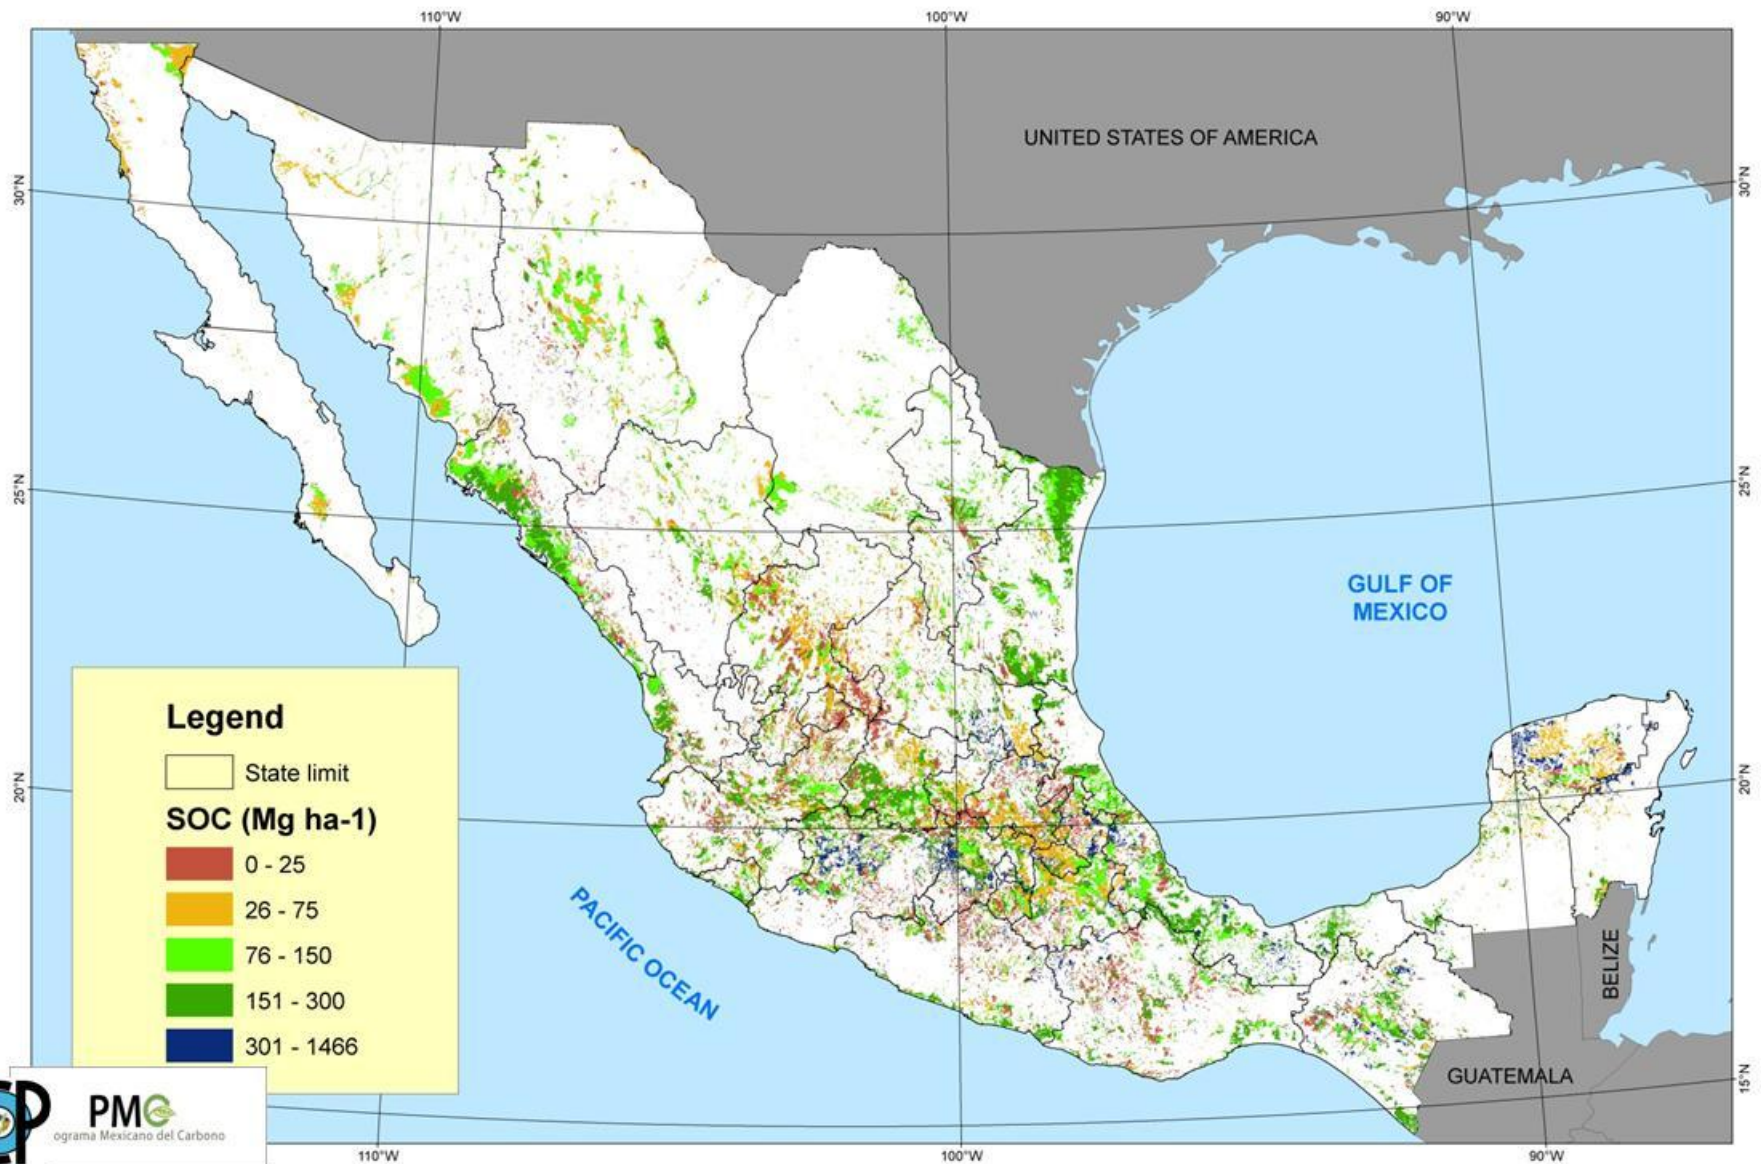 110°W
100°W
90°W
UNITED STATES OF AMERICA
30°N
30°N
25°N
25°N
GULF OF
MEXICO
20°N
20°N
Legend
State limit
SOC (Mg ha-1)
0 - 25
26 - 75
76 - 150
151 - 300
301 - 1466
PACIFIC OCEAN
BELIZE
GUATEMALA
15°N
PMC
ograma Mexicano del Carbono
110°W
100°W
90°W